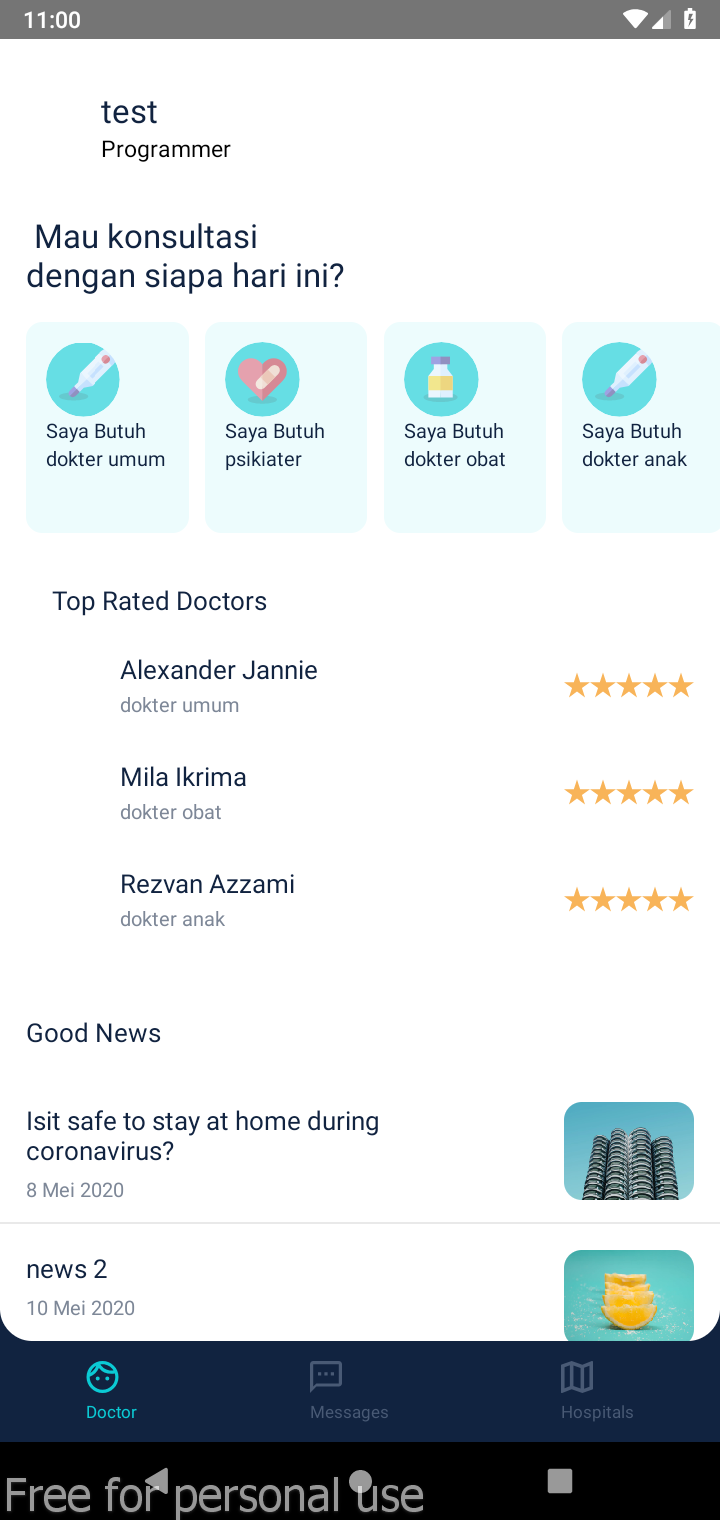 11:00
test
Programmer
Mau konsultasi
dengan siapa hari ini?
Saya Butuh
dokter umum
Saya Butuh
psikiater
Saya Butuh
dokter obat
Saya Butuh
dokter anak
Top Rated Doctors
Alexander Jannie
dokter umum
Mila Ikrima
dokter obat
Rezvan Azzami
dokter anak
Good News
Isit safe to stay at home during
coronavirus?
8 Mei 2020
news 2
10 Mei 2020
Doctor
Messages
Hospitals
Free for personal use